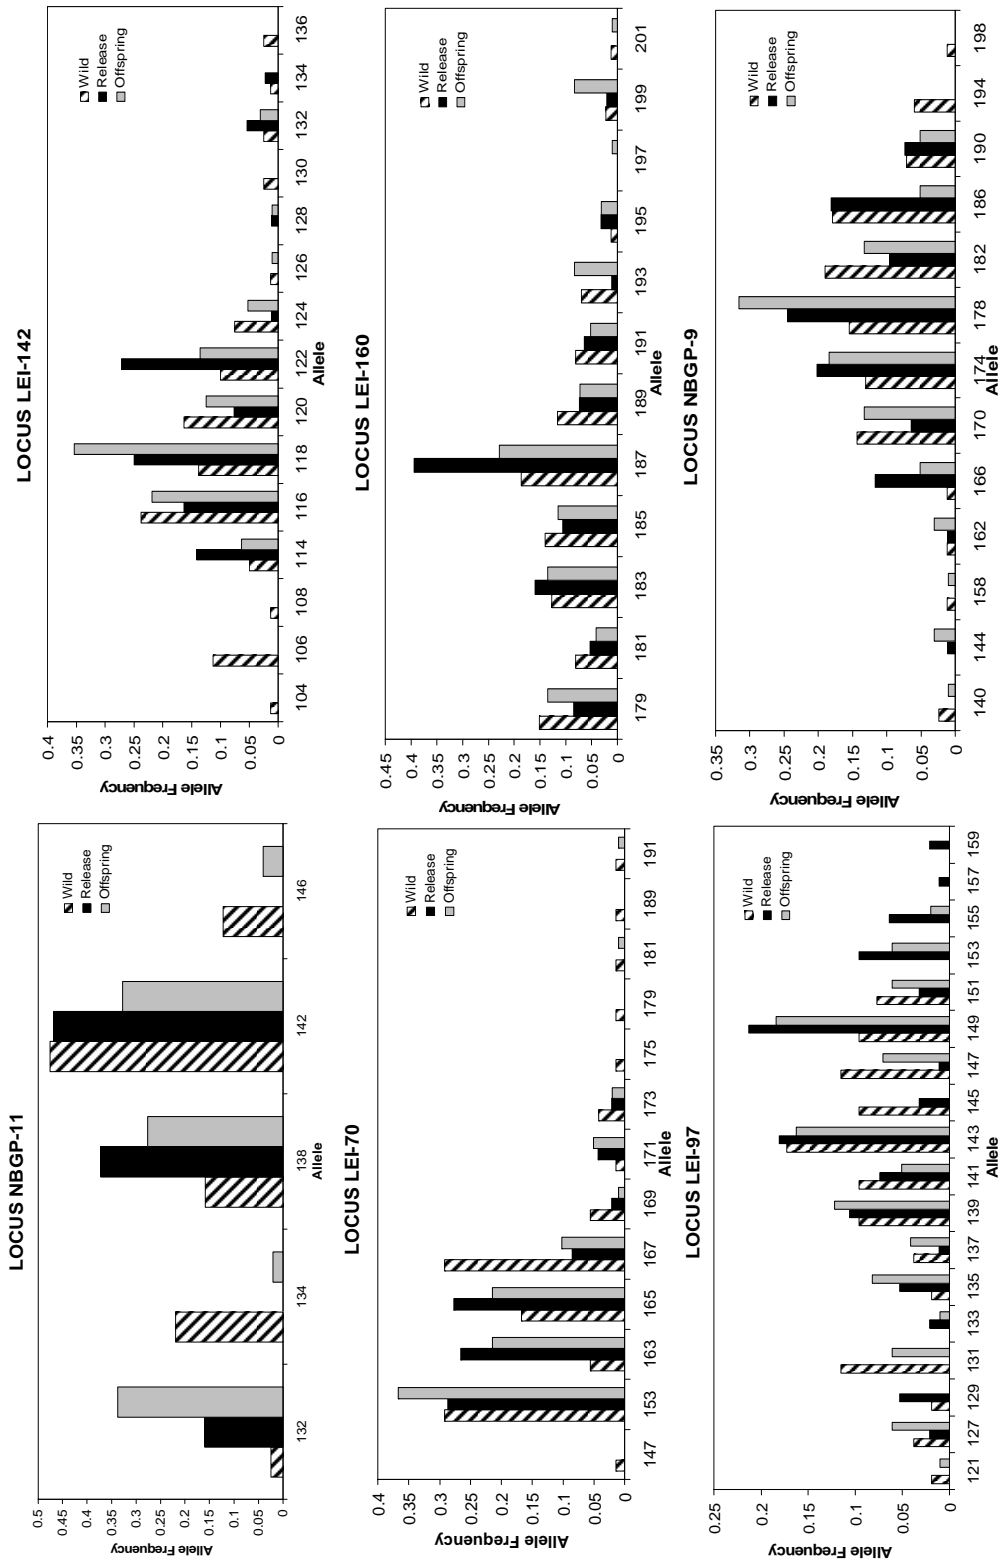 LOCUS NBGP-11
Allele Frequency
0.5
0.45
0.4
0.35
0.3
0.25
0.2
0.15
0.1
0.05
0
132 134 138 142 146
Allele
Wild
Release
Offspring
LOCUS LEI-142
Allele Frequency
0.4
0.35
0.3
0.25
0.2
0.15
0.1
0.05
0
104 106 108 114 116 118 120 122 124 126 128 130 132 134 136
Allele
Wild
Release
Offspring
LOCUS LEI-70
Allele Frequency
0.4
0.35
0.3
0.25
0.2
0.15
0.1
0.05
0
147 153 163 165 167 169 171 173 175 179 181 189 191
Allele
Wild
Release
Offspring
LOCUS LEI-160
Allele Frequency
0.45
0.4
0.35
0.3
0.25
0.2
0.15
0.1
0.05
0
179 181 183 185 187 189 191 193 195 197 199 201
Allele
Wild
Release
Offspring
LOCUS LEI-97
Allele Frequency
0.25
0.2
0.15
0.1
0.05
0
121 127 129 131 133 135 137 139 141 143 145 147 149 151 153 155 157 159
Allele
Wild
Release
Offspring
LOCUS NBGP-9
Allele Frequency
0.35
0.3
0.25
0.2
0.15
0.1
0.05
0
140 144 158 162 166 170 174 178 182 186 190 194 198
Allele
Wild
Release
Offspring